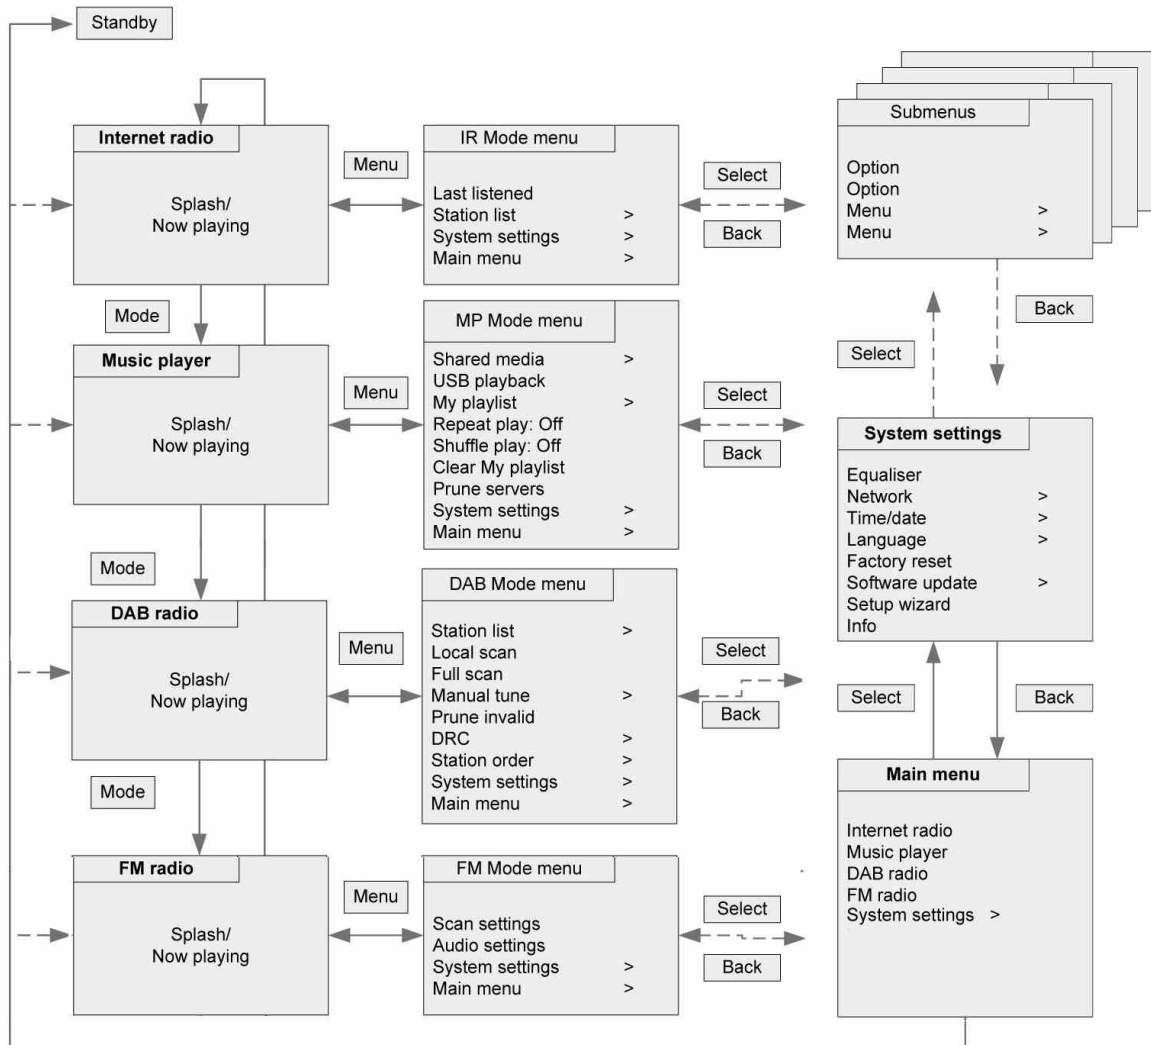 Standby
Internet radio
Splash/
Now playing
Menu
IR Mode menu
Last listened
Station list >
System settings >
Main menu >
Select
Back
Submenus
Option
Option
Menu >
Menu >
Mode
Music player
Splash/
Now playing
Menu
MP Mode menu
Shared media >
USB playback
My playlist >
Repeat play: Off
Shuffle play: Off
Clear My playlist
Prune servers
System settings >
Main menu >
Select
Back
Select
Back
System settings
Equaliser
Network >
Time/date >
Language >
Factory reset
Software update >
Setup wizard
Info
Mode
DAB radio
Splash/
Now playing
Menu
DAB Mode menu
Station list >
Local scan
Full scan
Manual tune >
Prune invalid
DRC >
Station order >
System settings >
Main menu >
Select
Back
Select
Back
Mode
FM radio
Splash/
Now playing
Menu
FM Mode menu
Scan settings
Audio settings
System settings >
Main menu >
Select
Back
Main menu
Internet radio
Music player
DAB radio
FM radio
System settings >